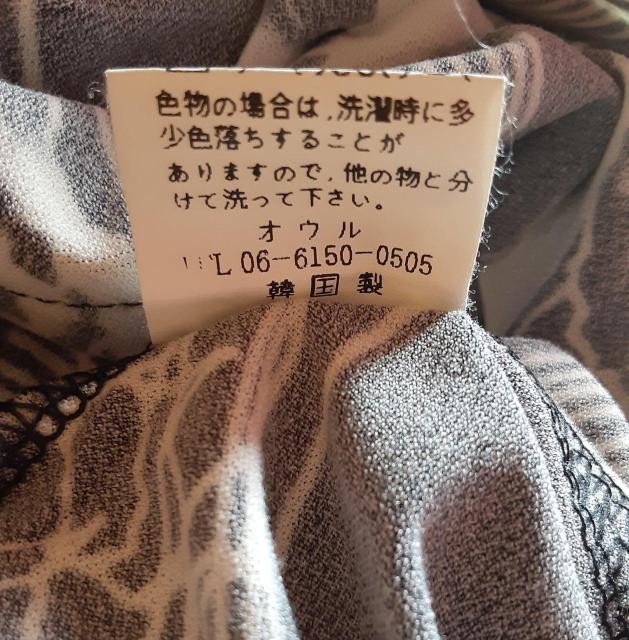 色物の場合は,洗濯時に多
少色落ちすることが
ありますので,他の物と分
けて洗って下さい。
オウル
L 06-6150-0505
韓国製